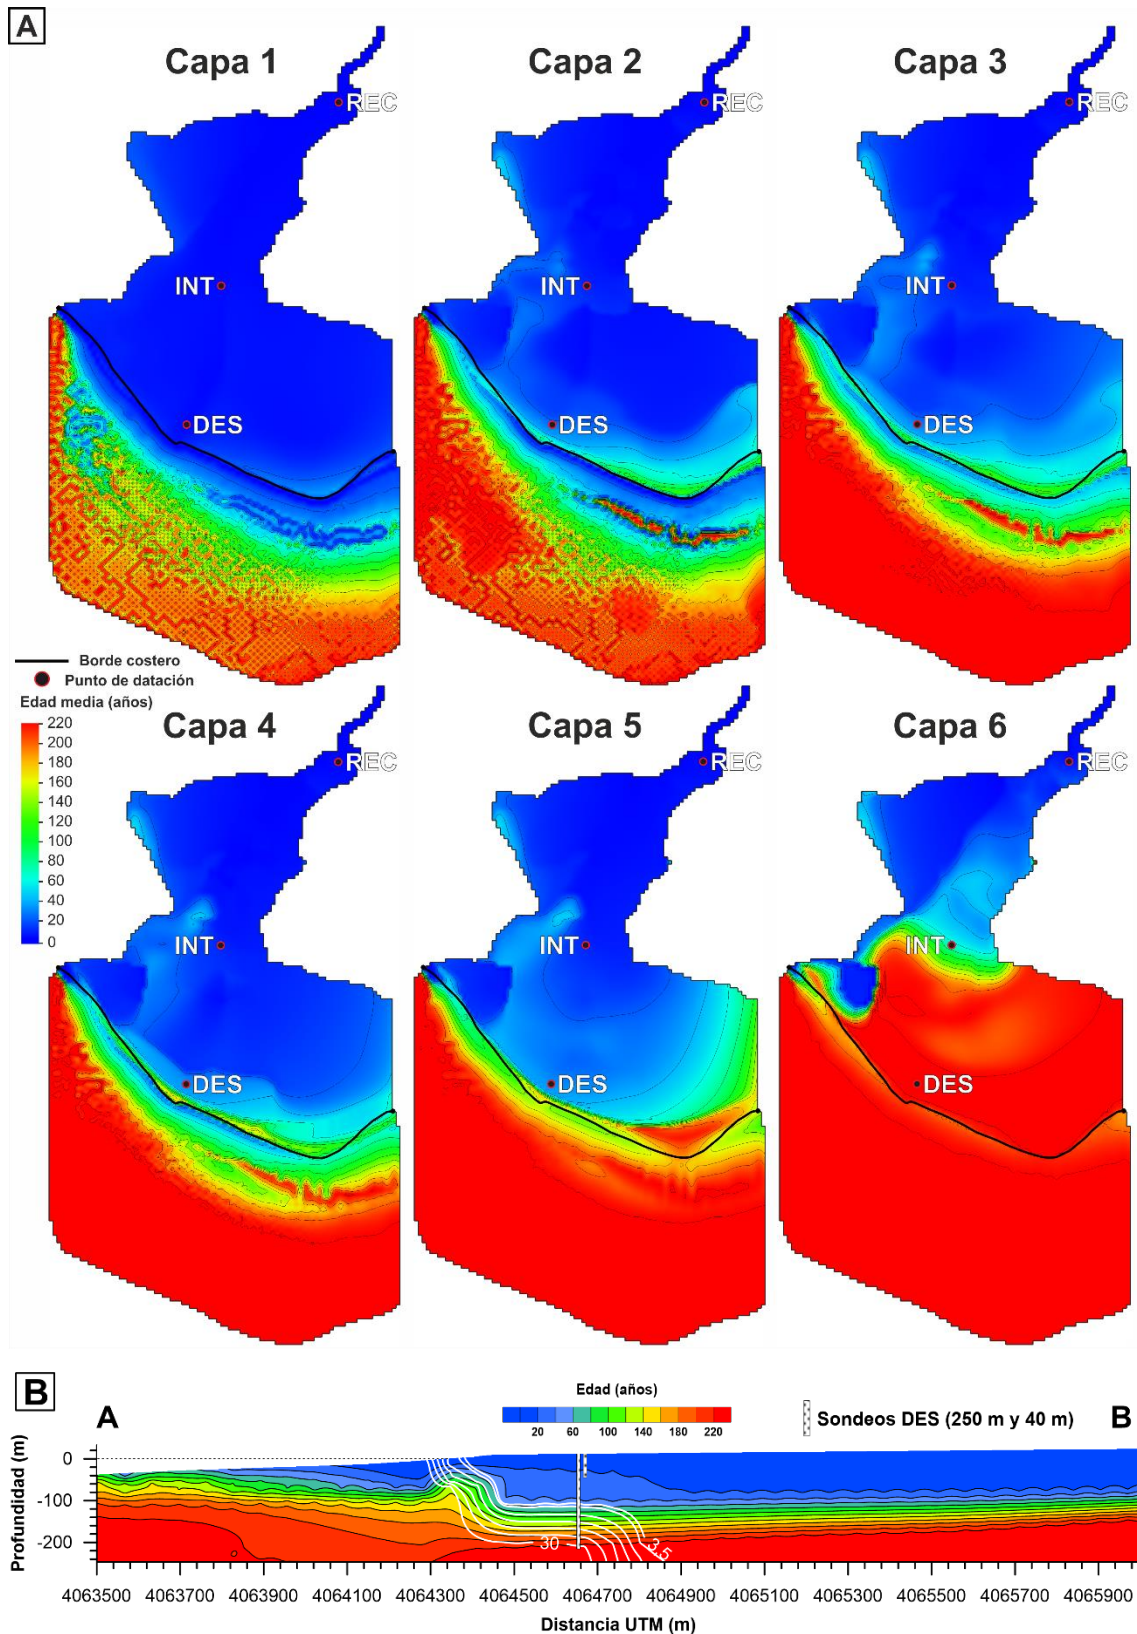 A
Capa 1
Capa 2
Capa 3
REC
REC
REC
INT
INT
INT
DES
DES
DES
Borde costero
Punto de datación
Edad media (años)
220
200
180
160
140
120
100
80
60
40
20
0
Capa 4
Capa 5
Capa 6
REC
REC
REC
INT
INT
INT
DES
DES
DES
B
Edad (años)
20 60 100 140 180 220
Sondeos DES (250 m y 40 m)
A
B
Profundidad (m)
0
-100
-200
30
3.5
0
4063500 4063700 4063900 4064100 4064300 4064500 4064700 4064900 4065100 4065300 4065500 4065700 4065900
Distancia UTM (m)